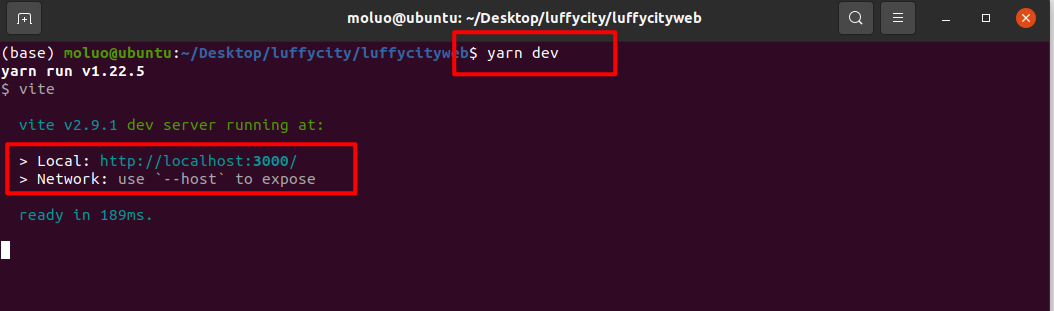 moluo@ubuntu: ~/Desktop/luffycity/luffycityweb
(base) moluo@ubuntu:~/Desktop/luffycity/luffycityweb$ yarn dev
yarn run v1.22.5
$ vite
vite v2.9.1 dev server running at:
> Local: http://localhost:3000/
> Network: use `--host` to expose
ready in 189ms.